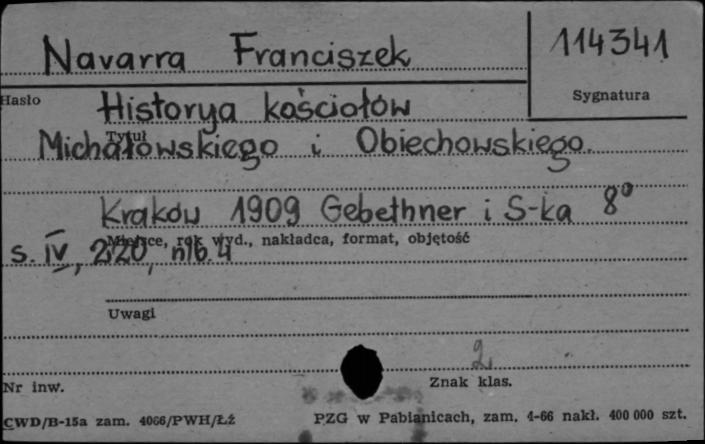 Navarra Franciszek
114341
Hasło
Sygnatura
Historya kościołów
Tytuł
Michałowskiego i Obiechowskiego.
Kraków 1909 Gebethner i S-ka 8°
Miejsce, rok wyd., nakładca, format, objętość
s. IV, 220, nlb. 4
Uwagi
2
Nr inw.
Znak klas.
CWD/B-15a zam. 4066/PWH/Łż
PZG w Pabianicach, zam. 4-66 nakł. 400 000 szt.